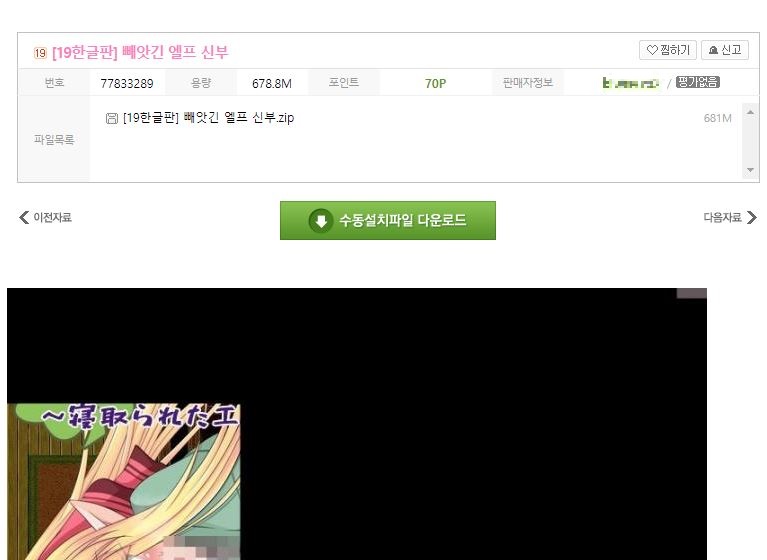 19 [19한글판] 빼앗긴 엘프 신부
찜하기 신고
번호 77833289 용량 678.8M 포인트 70P 판매자정보 / 평가없음
파일목록
[19한글판] 빼앗긴 엘프 신부.zip 681M
이전자료 수동설치파일 다운로드 다음자료
～寝取られたエ